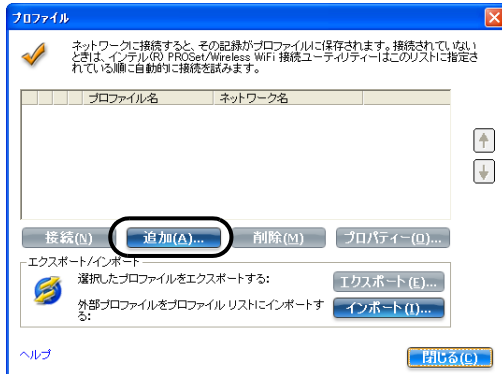 プロファイル
ネットワークに接続すると、その記録がプロファイルに保存されます。接続されていない
ときは、インテル(R) PROSet/Wireless WiFi 接続ユーティリティーはこのリストに指定さ
れている順に自動的に接続を試みます。
プロファイル名 ネットワーク名
接続(N) 追加(A)... 削除(M) プロパティー(O)...
エクスポート/インポート
選択したプロファイルをエクスポートする: エクスポート(E)...
外部プロファイルをプロファイル リストにインポートす
る: インポート(I)...
ヘルプ 閉じる(C)